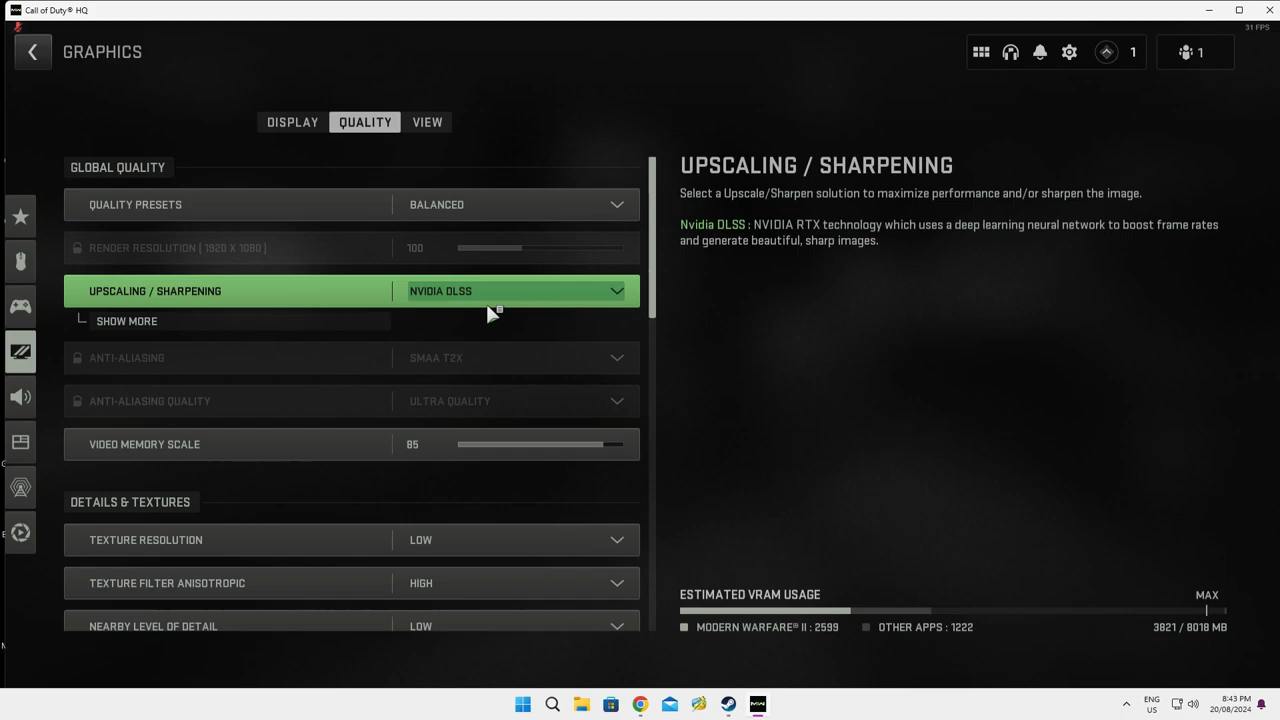 Call of Duty® HQ
31 FPS
GRAPHICS
1
1
DISPLAY QUALITY VIEW
GLOBAL QUALITY
QUALITY PRESETS BALANCED
RENDER RESOLUTION [ 1920 X 1080 ] 100
UPSCALING / SHARPENING NVIDIA DLSS
SHOW MORE
ANTI-ALIASING SMAA T2X
ANTI-ALIASING QUALITY ULTRA QUALITY
VIDEO MEMORY SCALE 85
DETAILS & TEXTURES
TEXTURE RESOLUTION LOW
TEXTURE FILTER ANISOTROPIC HIGH
NEARBY LEVEL OF DETAIL LOW
UPSCALING / SHARPENING
Select a Upscale/Sharpen solution to maximize performance and/or sharpen the image.
Nvidia DLSS : NVIDIA RTX technology which uses a deep learning neural network to boost frame rates
and generate beautiful, sharp images.
ESTIMATED VRAM USAGE MAX
MODERN WARFARE® II : 2599 OTHER APPS : 1222 3821 / 8018 MB
ENG
US
8:43 PM
20/08/2024